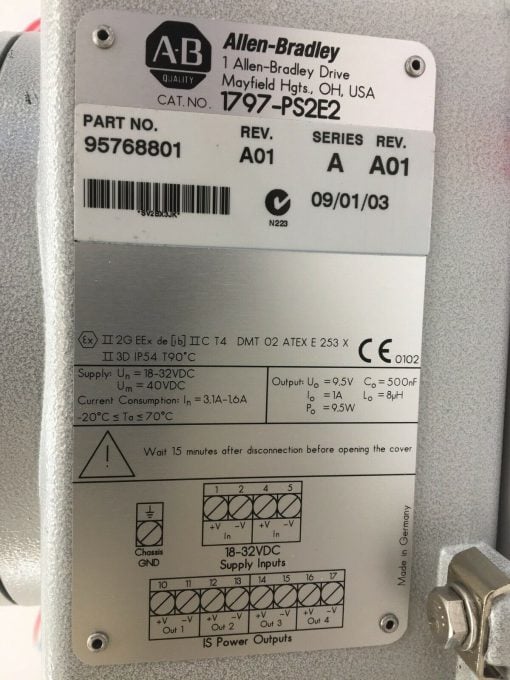 A·B
QUALITY
Allen-Bradley
1 Allen-Bradley Drive
Mayfield Hgts., OH, USA
CAT. NO. 1797-PS2E2
PART NO. REV. SERIES REV.
95768801 A01 A A01
*SV2BX3JK*
N223
09/01/03
Ex II 2G EEx de [ib] IIC T4 DMT 02 ATEX E 253 X
II 3D IP54 T90°C
CE 0102
Supply: Un = 18-32VDC
Um = 40VDC
Current Consumption: In = 3.1A-1.6A
-20°C ≤ Ta ≤ 70°C
Output: Uo = 9.5V Co = 500nF
Io = 1A Lo = 8µH
Po = 9.5W
Wait 15 minutes after disconnection before opening the cover
1 2 4 5
+V -V +V -V
In In
Chassis
GND
18-32VDC
Supply Inputs
10 11 12 13 14 15 16 17
+V -V +V -V +V -V +V -V
Out 1 Out 2 Out 3 Out 4
IS Power Outputs
Made in Germany